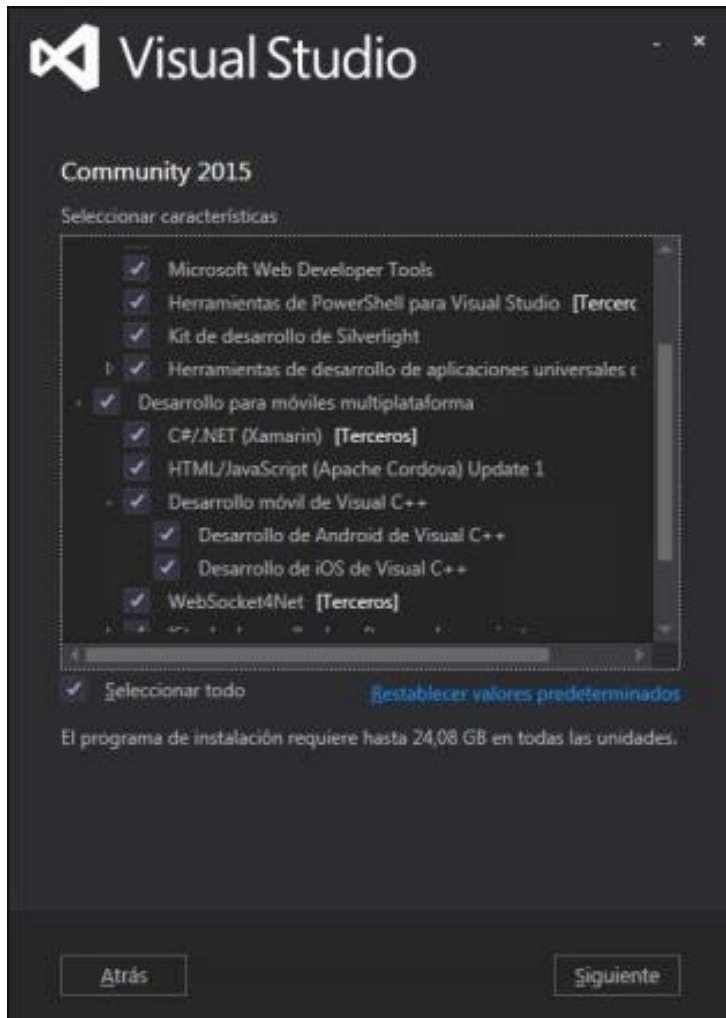 Visual Studio
Community 2015
Seleccionar características
Microsoft Web Developer Tools
Herramientas de PowerShell para Visual Studio [Tercerc
Kit de desarrollo de Silverlight
Herramientas de desarrollo de aplicaciones universales c
Desarrollo para móviles multiplataforma
C#/.NET (Xamarin) [Terceros]
HTML/JavaScript (Apache Cordova) Update 1
Desarrollo móvil de Visual C++
Desarrollo de Android de Visual C++
Desarrollo de iOS de Visual C++
WebSocket4Net [Terceros]
Seleccionar todo
Restablecer valores predeterminados
El programa de instalación requiere hasta 24,08 GB en todas las unidades.
Atrás
Siguiente